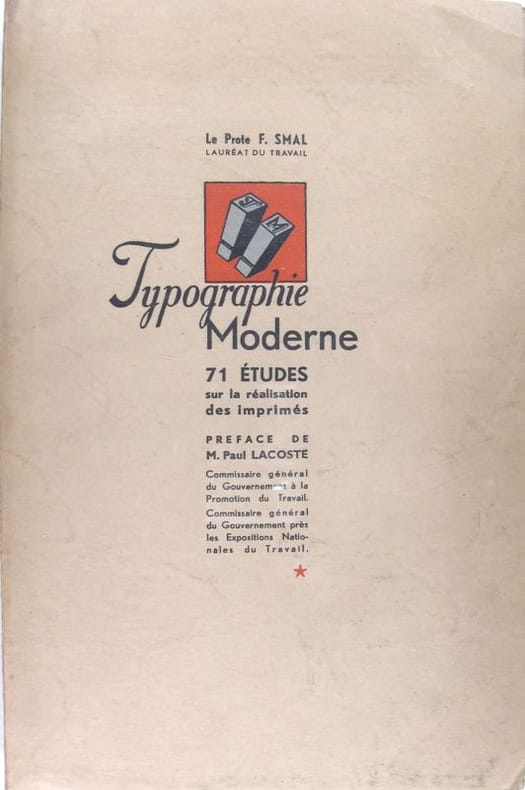 Le Prote F. SMAL
LAURÉAT DU TRAVAIL
M
Typographie
Moderne
71 ÉTUDES
sur la réalisation
des imprimés
PREFACE DE
M. Paul LACOSTE
Commissaire général
du Gouvernement à la
Promotion du Travail.
Commissaire général
du Gouvernement près
les Expositions Natio-
nales du Travail.